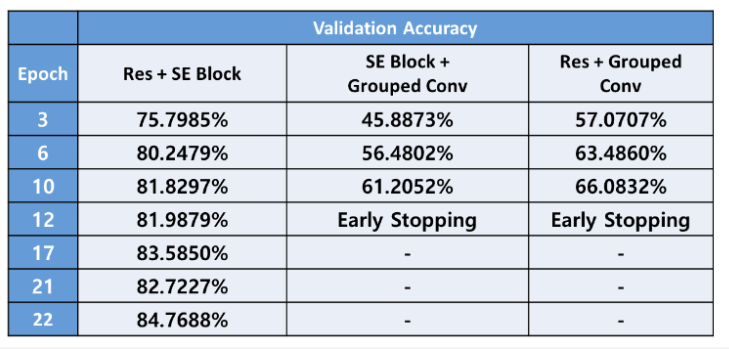 Validation Accuracy
Epoch
Res + SE Block
SE Block +
Grouped Conv
Res + Grouped
Conv
3 75.7985% 45.8873% 57.0707%
6 80.2479% 56.4802% 63.4860%
10 81.8297% 61.2052% 66.0832%
12 81.9879% Early Stopping Early Stopping
17 83.5850% - -
21 82.7227% - -
22 84.7688% - -